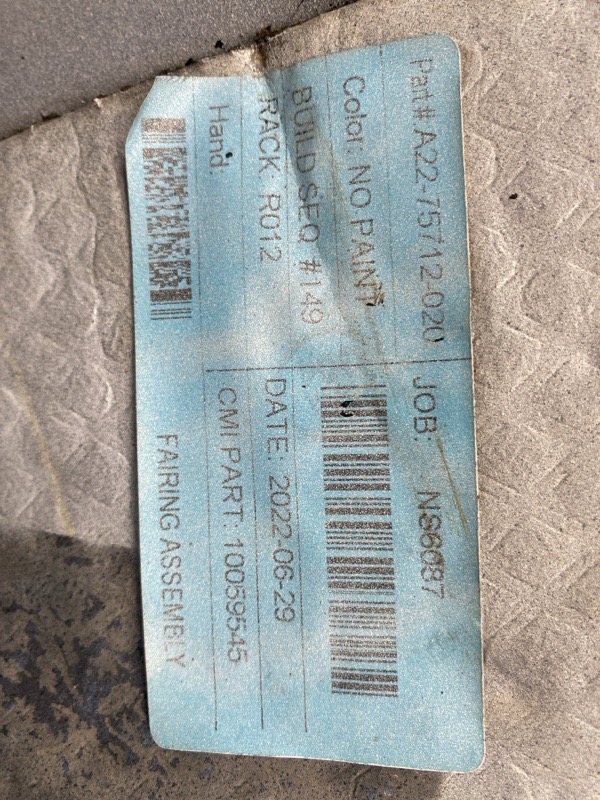 Part# A22-75712-020
JOB: NS6087
Color: NO PAINT
BUILD SEQ #149
RACK R012
DATE: 2022-06-29
Hand:
CMI PART: 10059545
FAIRING ASSEMBLY